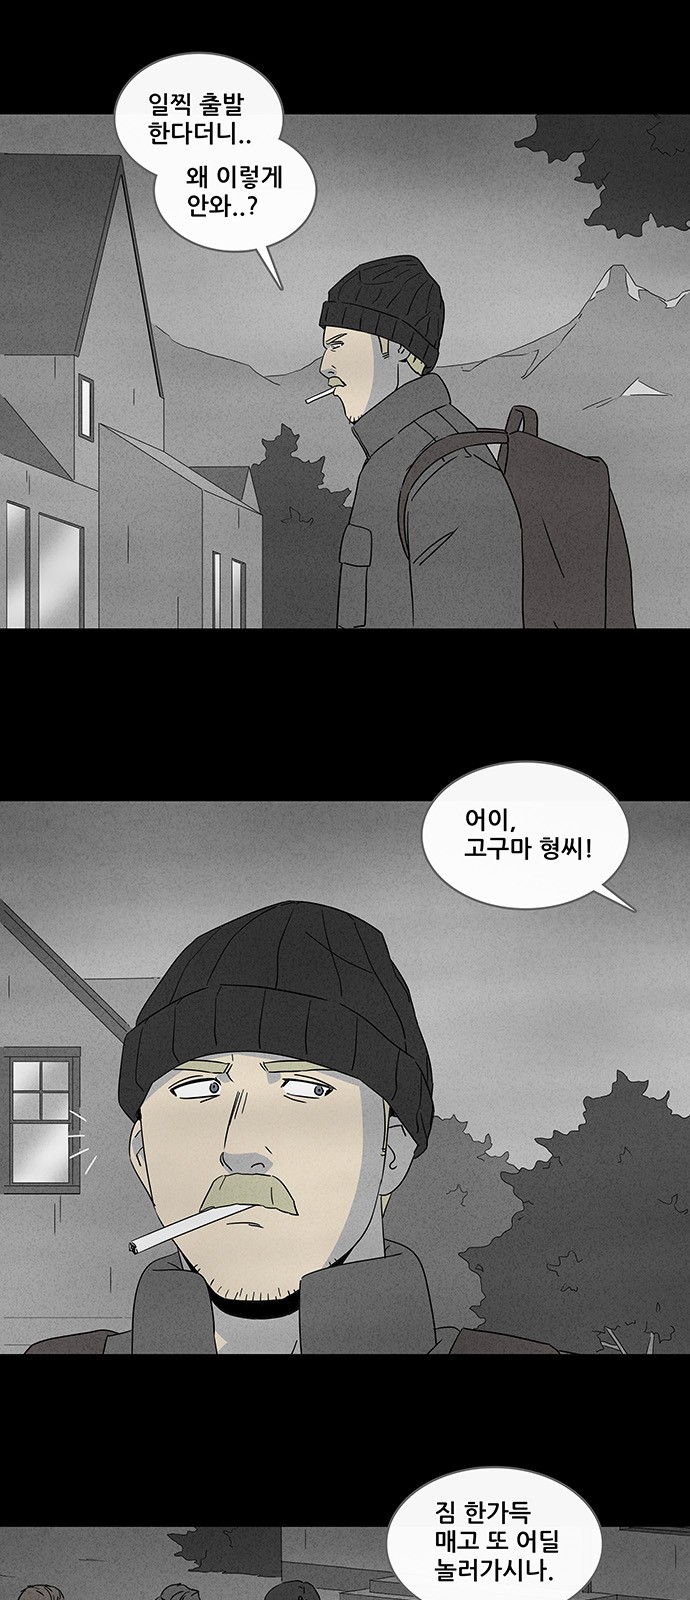 일찍 출발
한다더니..
왜 이렇게
안와..?
어이,
고구마 형씨!
짐 한가득
매고 또 어딜
놀러가시나.